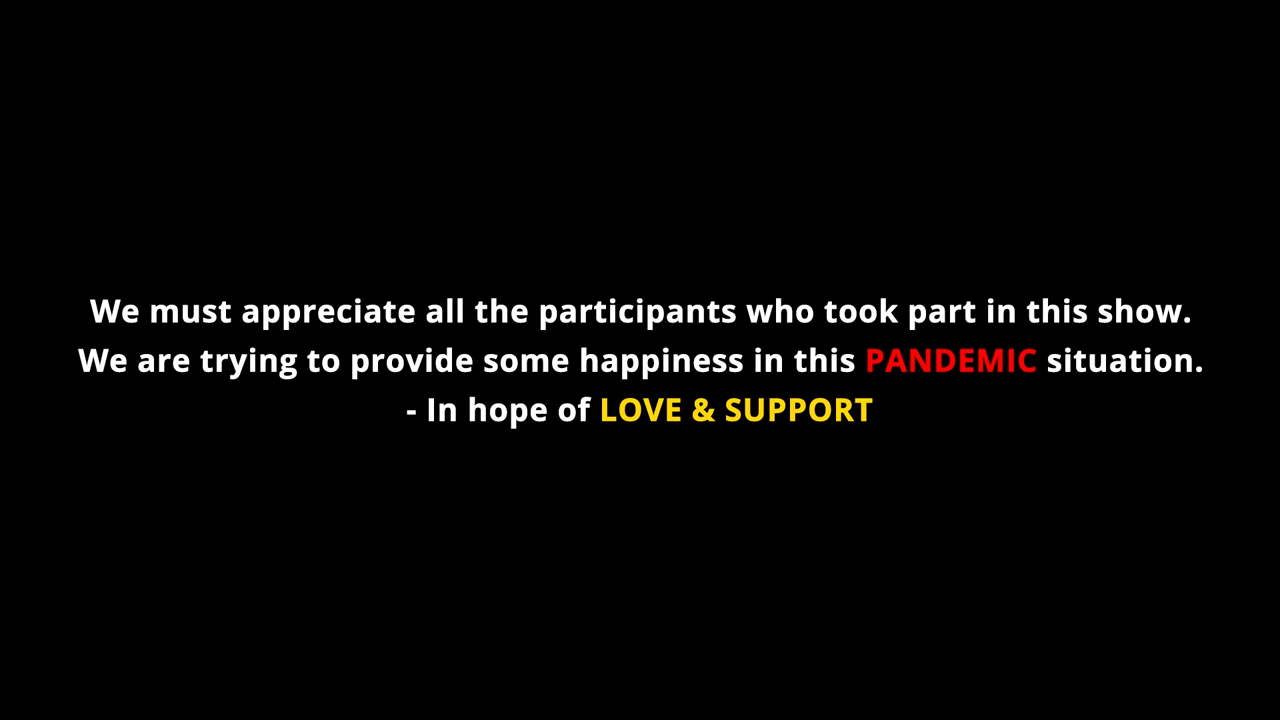 We must appreciate all the participants who took part in this show.
We are trying to provide some happiness in this PANDEMIC situation.
- In hope of LOVE & SUPPORT